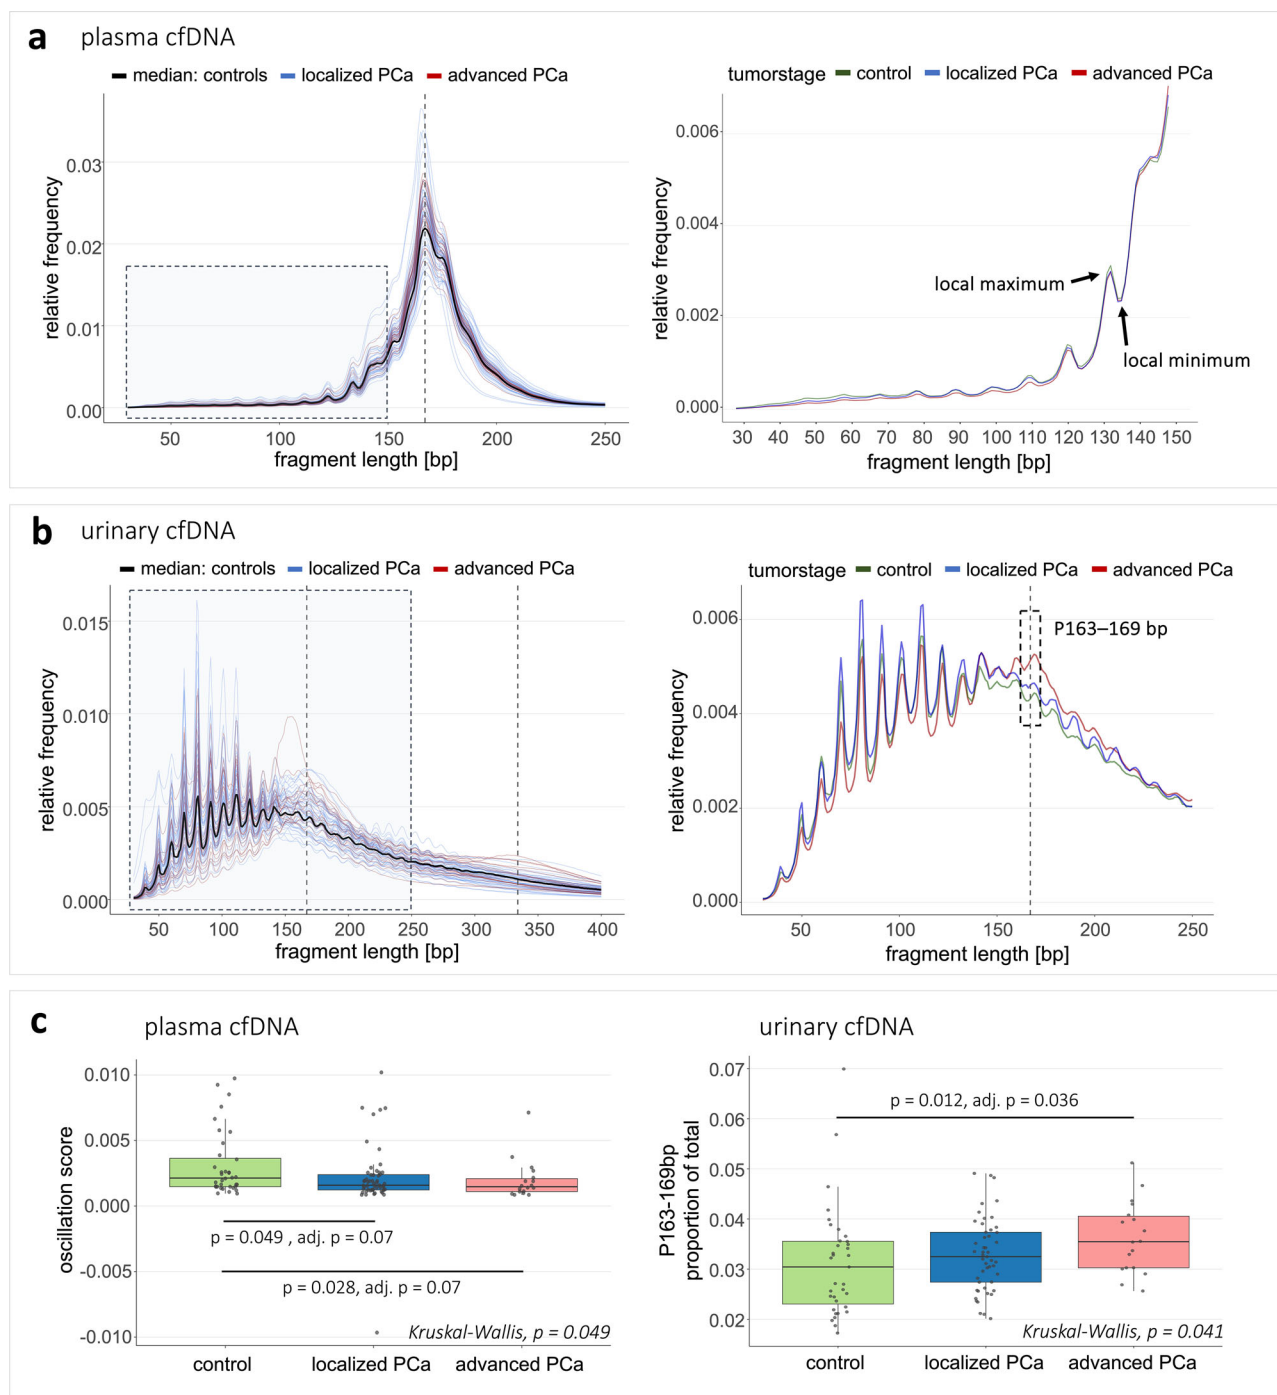 a plasma cfDNA
median: controls localized PCa advanced PCa
relative frequency
0.03
0.02
0.01
0.00
50 100 150 200 250
fragment length [bp]
tumorstage control localized PCa advanced PCa
relative frequency
0.006
0.004
0.002
0.000
local maximum
local minimum
30 40 50 60 70 80 90 100 110 120 130 140 150
fragment length [bp]
b urinary cfDNA
median: controls localized PCa advanced PCa
relative frequency
0.015
0.010
0.005
0.000
50 100 150 200 250 300 350 400
fragment length [bp]
tumorstage control localized PCa advanced PCa
relative frequency
0.006
0.004
0.002
0.000
P163–169 bp
50 100 150 200 250
fragment length [bp]
c plasma cfDNA
oscillation score
0.010
0.005
0.000
-0.005
-0.010
p = 0.049 , adj. p = 0.07
p = 0.028, adj. p = 0.07
Kruskal-Wallis, p = 0.049
control localized PCa advanced PCa
urinary cfDNA
P163-169bp
proportion of total
0.07
0.06
0.05
0.04
0.03
0.02
p = 0.012, adj. p = 0.036
Kruskal-Wallis, p = 0.041
control localized PCa advanced PCa